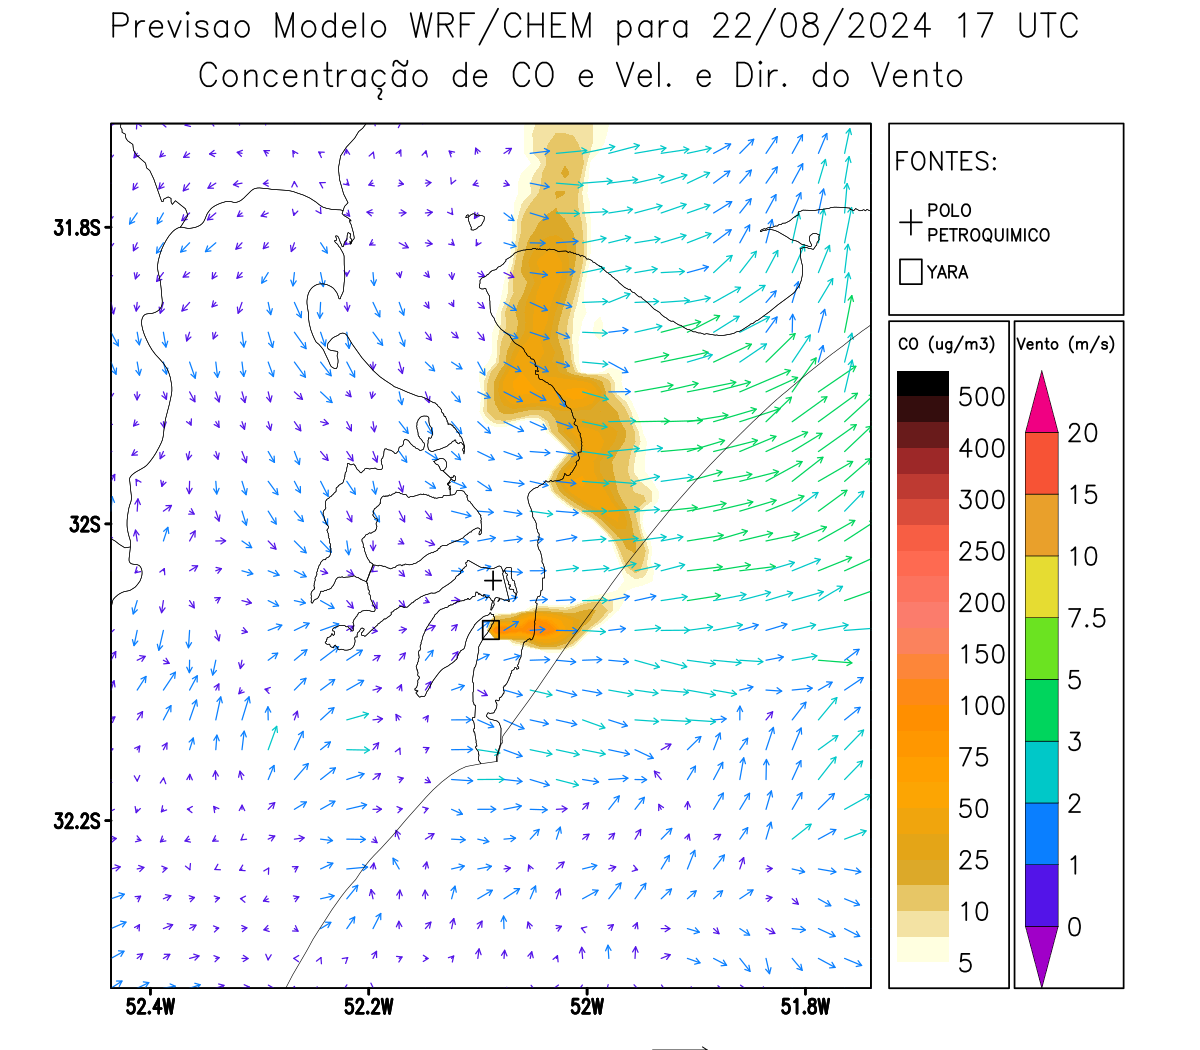 Previsao Modelo WRF/CHEM para 22/08/2024 17 UTC
Concentração de CO e Vel. e Dir. do Vento
FONTES:
POLO
PETROQUIMICO
YARA
CO (ug/m3)
500
400
300
250
200
150
100
75
50
25
10
5
Vento (m/s)
20
15
10
7.5
5
3
2
1
0
31.8S
32S
32.2S
52.4W
52.2W
52W
51.8W